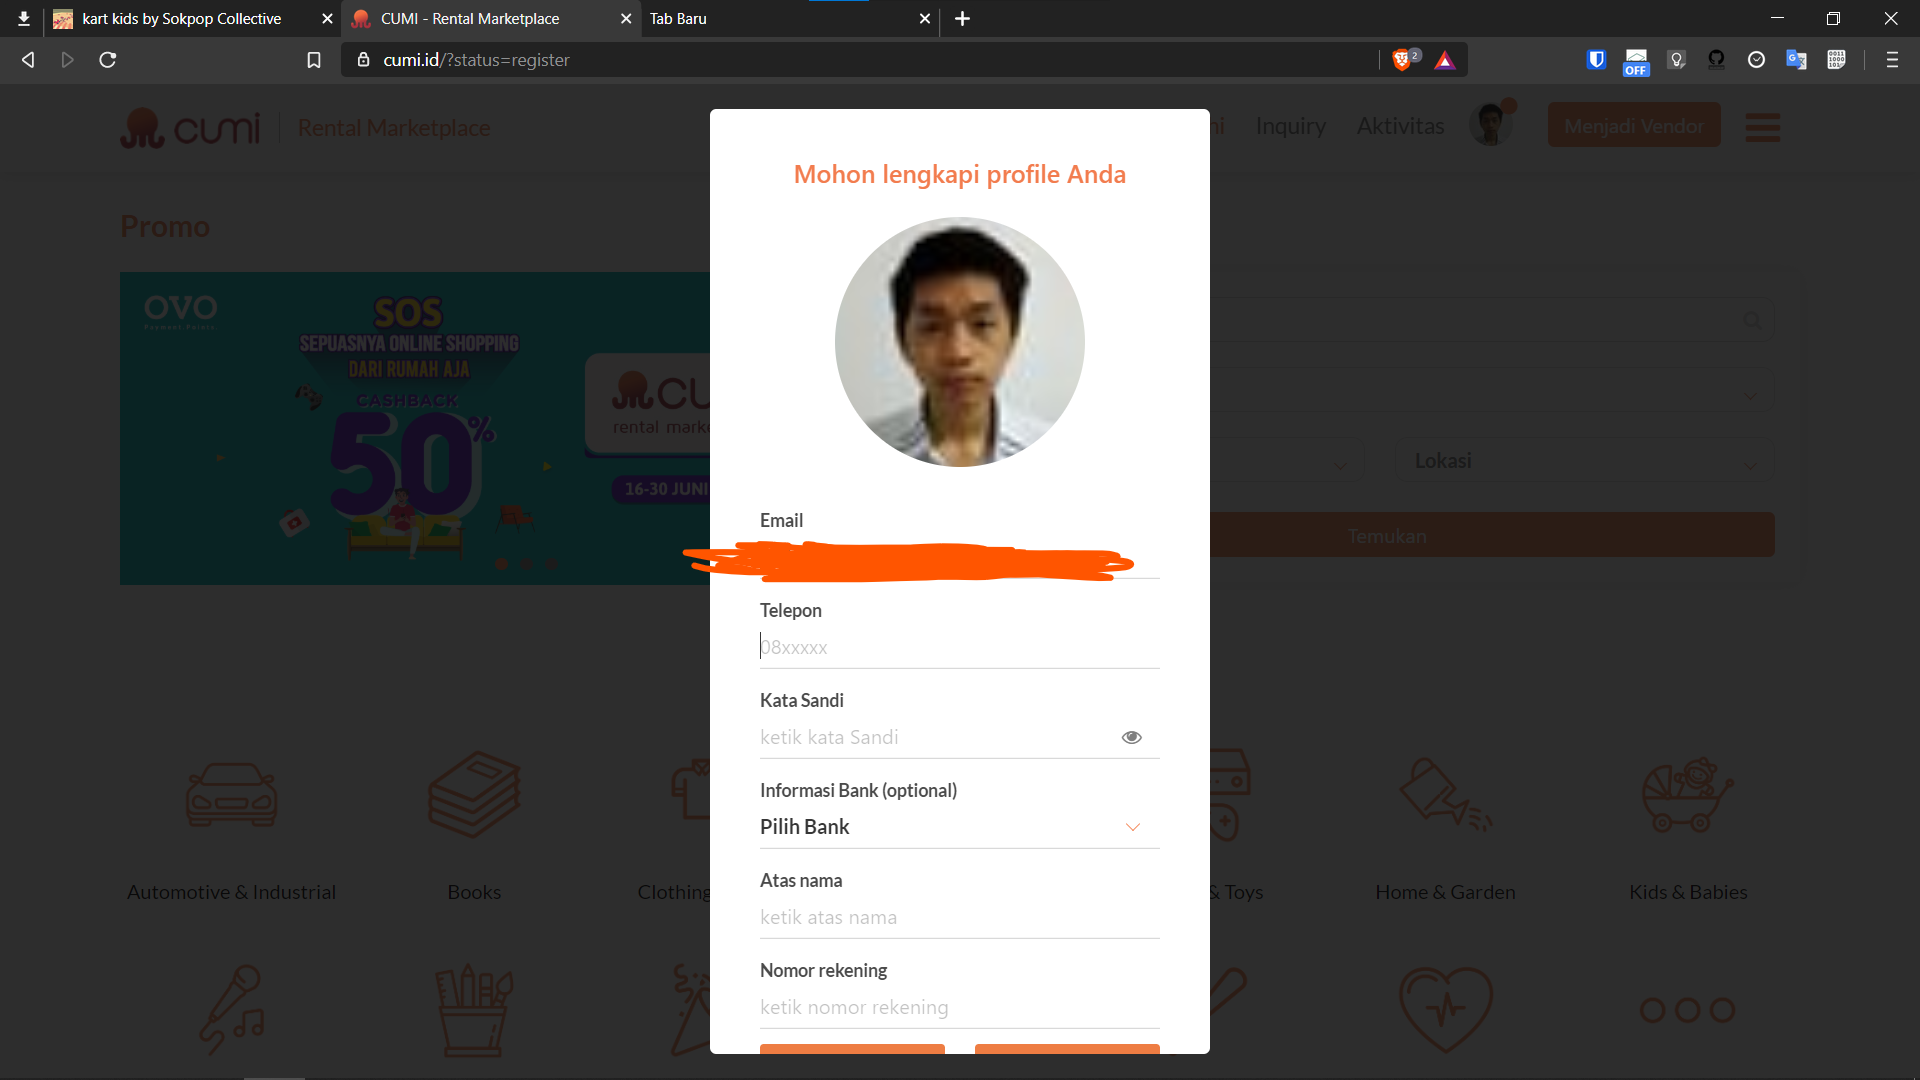 kart kids by Sokpop Collective
CUMI - Rental Marketplace
Tab Baru
cumi.id/?status=register
2
OFF
cumi
Rental Marketplace
Inquiry
Aktivitas
Menjadi Vendor
Promo
OVO
SOS
SEPUASNYA ONLINE SHOPPING
DARI RUMAH AJA
CASHBACK
50%
CU
rental mark
16-30 JUNI
Mohon lengkapi profile Anda
Email
Telepon
08xxxxx
Kata Sandi
ketik kata Sandi
Informasi Bank (optional)
Pilih Bank
Atas nama
ketik atas nama
Nomor rekening
ketik nomor rekening
Lokasi
Temukan
Automotive & Industrial
Books
Clothing
& Toys
Home & Garden
Kids & Babies